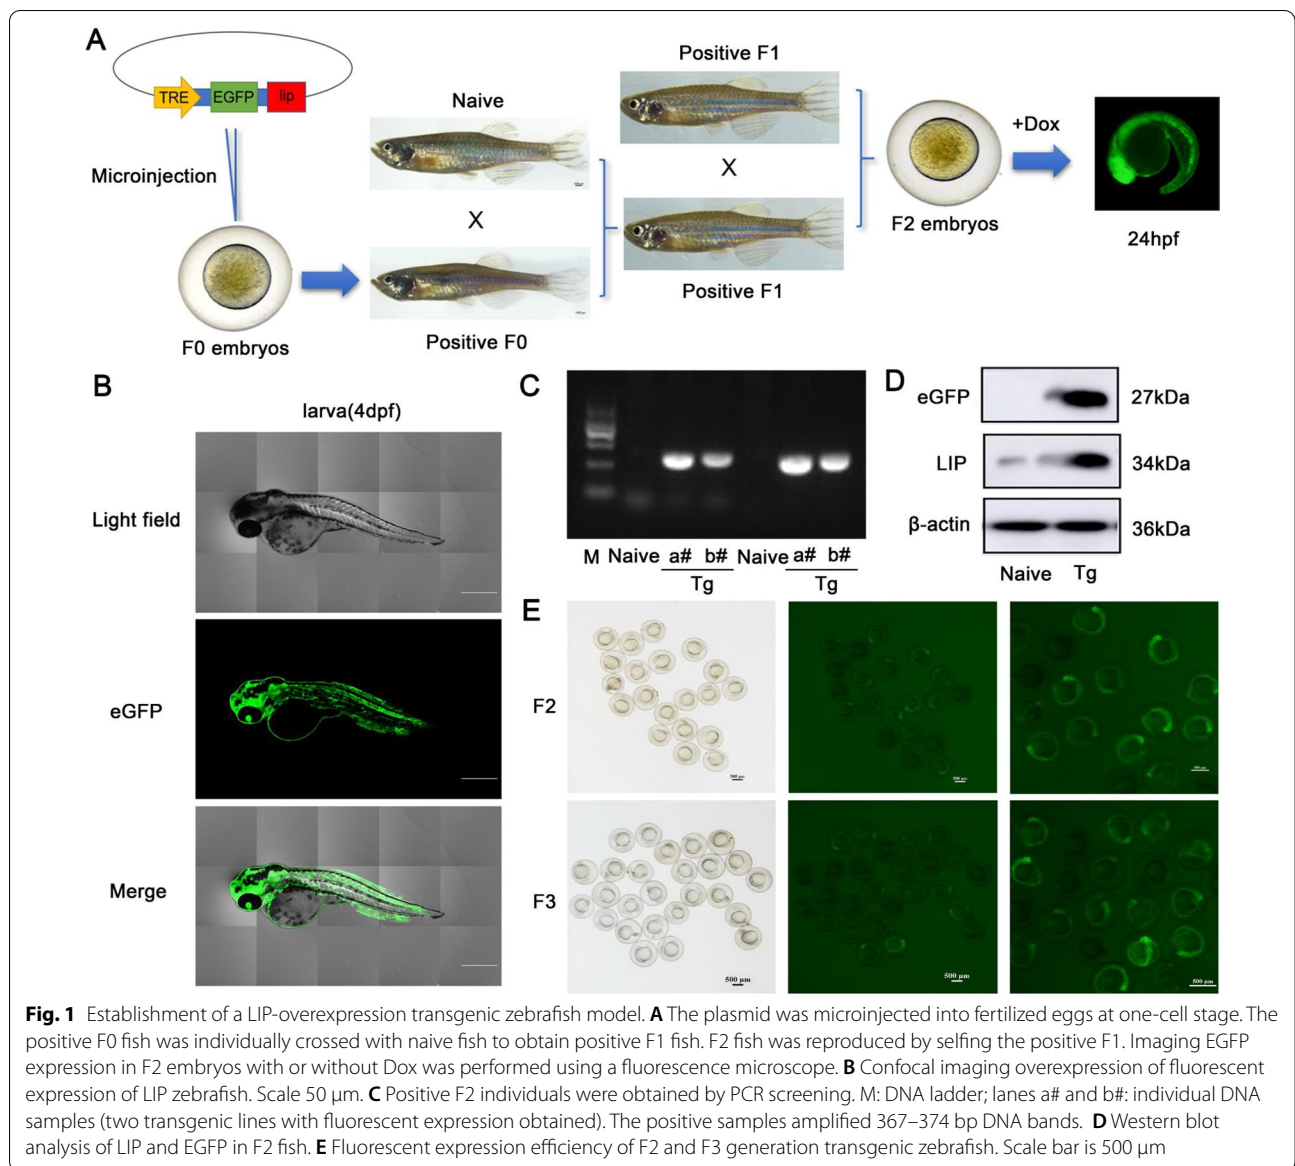 A
TRE EGFP lip
Microinjection
F0 embryos
Naive
X
Positive F0
Positive F1
X
Positive F1
F2 embryos
+Dox
24hpf
B
larva(4dpf)
Light field
eGFP
Merge
C
M Naive a# b# Naive a# b#
Tg Tg
D
eGFP 27kDa
LIP 34kDa
β-actin 36kDa
Naive Tg
E
F2
500 μm
500 μm
F3
500 μm
500 μm
500 μm
Fig. 1 Establishment of a LIP-overexpression transgenic zebrafish model. A The plasmid was microinjected into fertilized eggs at one-cell stage. The
positive F0 fish was individually crossed with naive fish to obtain positive F1 fish. F2 fish was reproduced by selfing the positive F1. Imaging EGFP
expression in F2 embryos with or without Dox was performed using a fluorescence microscope. B Confocal imaging overexpression of fluorescent
expression of LIP zebrafish. Scale 50 μm. C Positive F2 individuals were obtained by PCR screening. M: DNA ladder; lanes a# and b#: individual DNA
samples (two transgenic lines with fluorescent expression obtained). The positive samples amplified 367–374 bp DNA bands. D Western blot
analysis of LIP and EGFP in F2 fish. E Fluorescent expression efficiency of F2 and F3 generation transgenic zebrafish. Scale bar is 500 μm